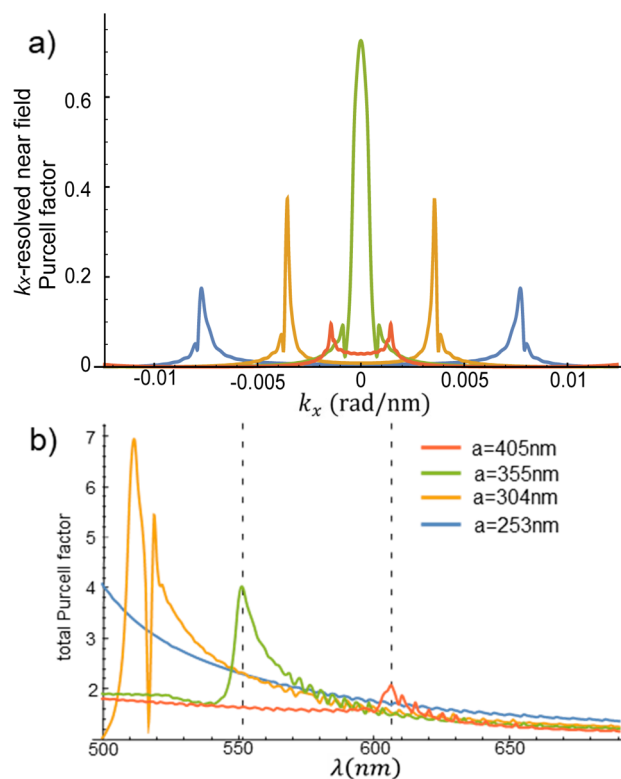 a)
kx-resolved near field
Purcell factor
0.6
0.4
0.2
0
-0.01
-0.005
0
0.005
0.01
kx (rad/nm)
b)
total Purcell factor
7
6
5
4
3
2
a=405nm
a=355nm
a=304nm
a=253nm
500
550
600
650
λ(nm)